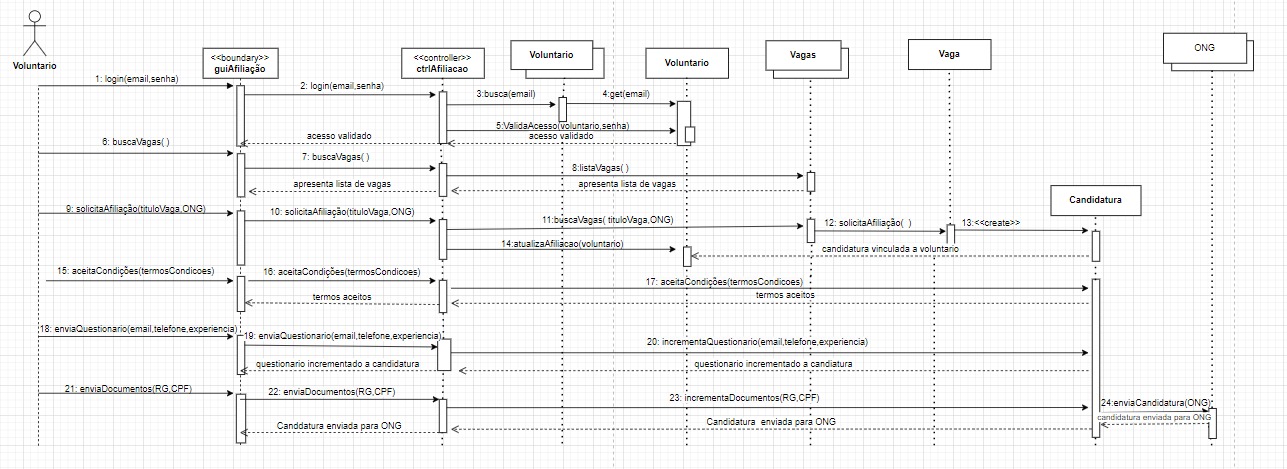 Voluntario
<<boundary>>
guiAfiliação
<<controller>>
ctrlAfiliacao
Voluntario
Voluntario
Vagas
Vaga
ONG
1: login(email,senha)
2: login(email,senha)
3:busca(email)
4:get(email)
5:ValidaAcesso(voluntario,senha)
acesso validado
acesso validado
6: buscaVagas( )
7: buscaVagas( )
8:listaVagas( )
apresenta lista de vagas
apresenta lista de vagas
Candidatura
9: solicitaAfiliação(tituloVaga,ONG)
10: solicitaAfiliação(tituloVaga,ONG)
11:buscaVagas( tituloVaga,ONG)
12: solicitaAfiliação( )
13:<<create>>
14:atualizaAfiliacao(voluntario)
candidatura vinculada a voluntario
15: aceitaCondições(termosCondicoes)
16: aceitaCondições(termosCondicoes)
17: aceitaCondições(termosCondicoes)
termos aceitos
termos aceitos
18: enviaQuestionario(email,telefone,experiencia)
19: enviaQuestionario(email,telefone,experiencia)
20: incrementaQuestionario(email,telefone,experiencia)
questionario incrementado a candidatura
questionario incrementado a candiatura
21: enviaDocumentos(RG,CPF)
22: enviaDocumentos(RG,CPF)
23: incrementaDocumentos(RG,CPF)
24:enviaCandidatura(ONG)
candidatura enviada para ONG
Canddatura enviada para ONG
Candidatura enviada para ONG